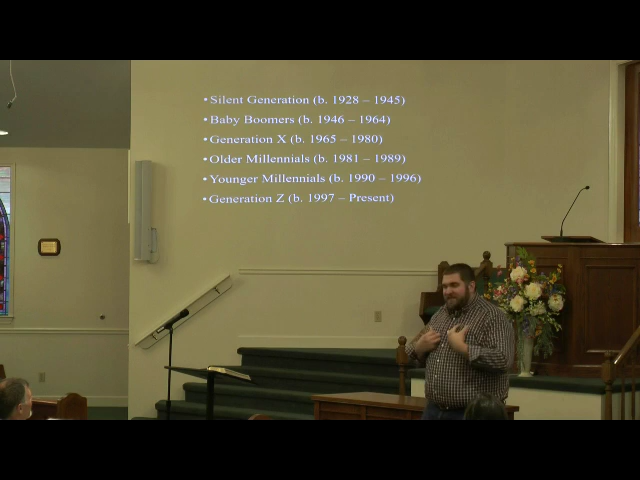 • Silent Generation (b. 1928 – 1945)
• Baby Boomers (b. 1946 – 1964)
• Generation X (b. 1965 – 1980)
• Older Millennials (b. 1981 – 1989)
• Younger Millennials (b. 1990 – 1996)
• Generation Z (b. 1997 – Present)